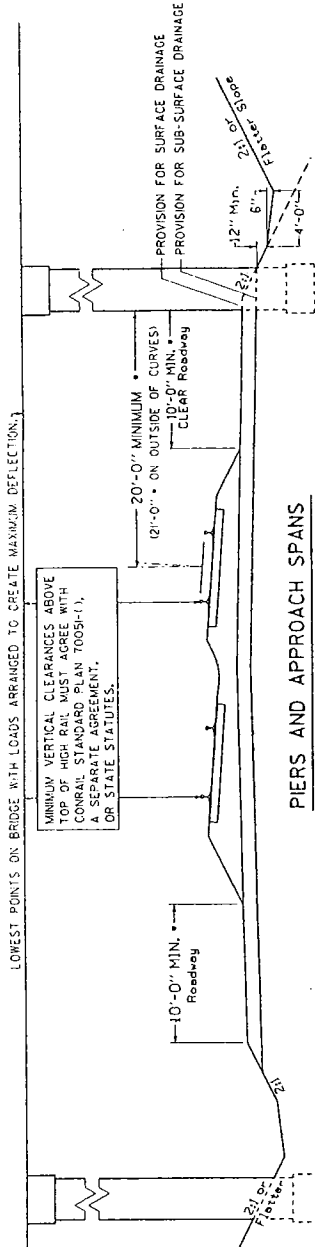 LOWEST POINTS ON BRIDGE WITH LOADS ARRANGED TO CREATE MAXIMUM DEFLECTION.
MINIMUM VERTICAL CLEARANCES ABOVE
TOP OF HIGH RAIL MUST AGREE WITH
CONRAIL STANDARD PLAN 70051-( ),
A SEPARATE AGREEMENT,
OR STATE STATUTES.
20'-0" MINIMUM *
(21'-0" * ON OUTSIDE OF CURVES)
10'-0" MIN. *
CLEAR Roadway
PROVISION FOR SURFACE DRAINAGE
PROVISION FOR SUB-SURFACE DRAINAGE
10'-0" MIN. *
Roadway
2:1 or
Flatter
2:1
2:1
12" Min.
6"
4'-0"
2:1 or
Flatter Slope
PIERS AND APPROACH SPANS